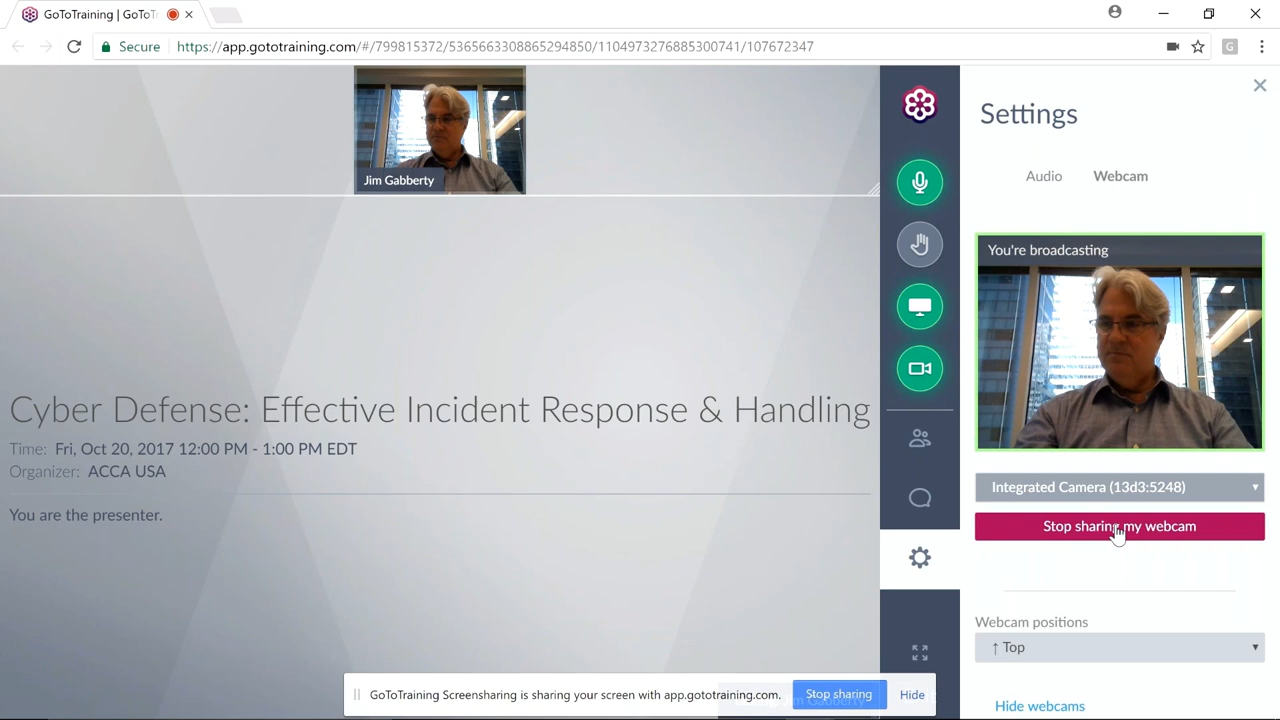 GoToTraining | GoTo
Secure
https://app.gototraining.com/#/799815372/5365663308865294850/1104973276885300741/107672347
G
Jim Gabberty
Settings
Audio
Webcam
You're broadcasting
Integrated Camera (13d3:5248)
Stop sharing my webcam
Webcam positions
↑ Top
Hide webcams
Cyber Defense: Effective Incident Response & Handling
Time: Fri, Oct 20, 2017 12:00 PM - 1:00 PM EDT
Organizer: ACCA USA
You are the presenter.
GoToTraining Screensharing is sharing your screen with app.gototraining.com.
Stop sharing
Hide